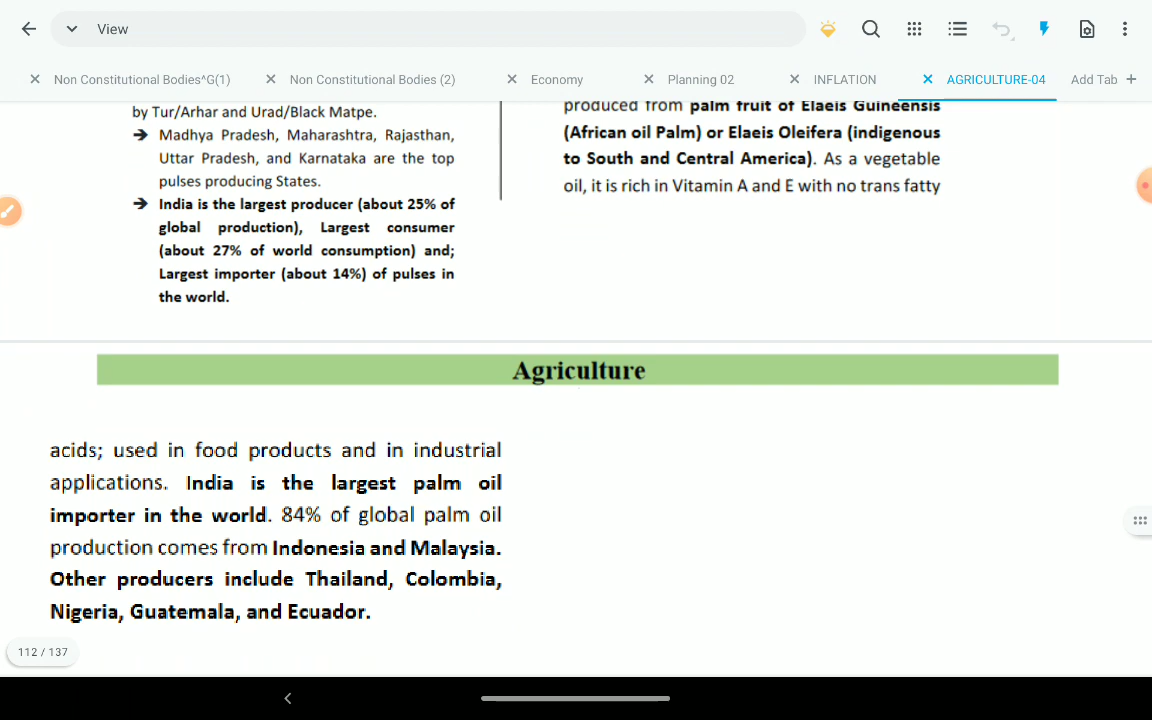 View
Non Constitutional Bodies^G(1)
Non Constitutional Bodies (2)
Economy
Planning 02
INFLATION
AGRICULTURE-04
Add Tab +
by Tur/Arhar and Urad/Black Matpe.
➔ Madhya Pradesh, Maharashtra, Rajasthan,
Uttar Pradesh, and Karnataka are the top
pulses producing States.
➔ India is the largest producer (about 25% of
global production), Largest consumer
(about 27% of world consumption) and;
Largest importer (about 14%) of pulses in
the world.
produced from palm fruit of Elaeis Guineensis
(African oil Palm) or Elaeis Oleifera (indigenous
to South and Central America). As a vegetable
oil, it is rich in Vitamin A and E with no trans fatty
Agriculture
acids; used in food products and in industrial
applications. India is the largest palm oil
importer in the world. 84% of global palm oil
production comes from Indonesia and Malaysia.
Other producers include Thailand, Colombia,
Nigeria, Guatemala, and Ecuador.
112 / 137